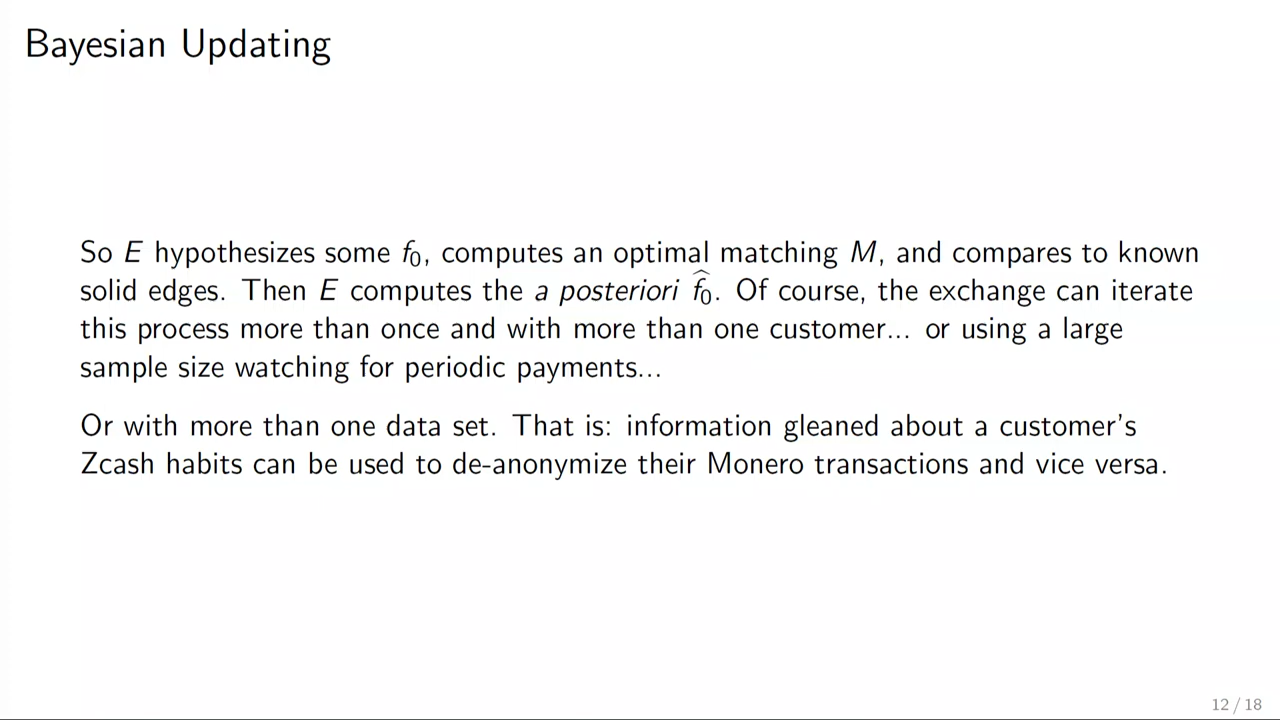 Bayesian Updating
So E hypothesizes some f₀, computes an optimal matching M, and compares to known
solid edges. Then E computes the a posteriori f̂₀. Of course, the exchange can iterate
this process more than once and with more than one customer... or using a large
sample size watching for periodic payments...
Or with more than one data set. That is: information gleaned about a customer's
Zcash habits can be used to de-anonymize their Monero transactions and vice versa.
12 / 18